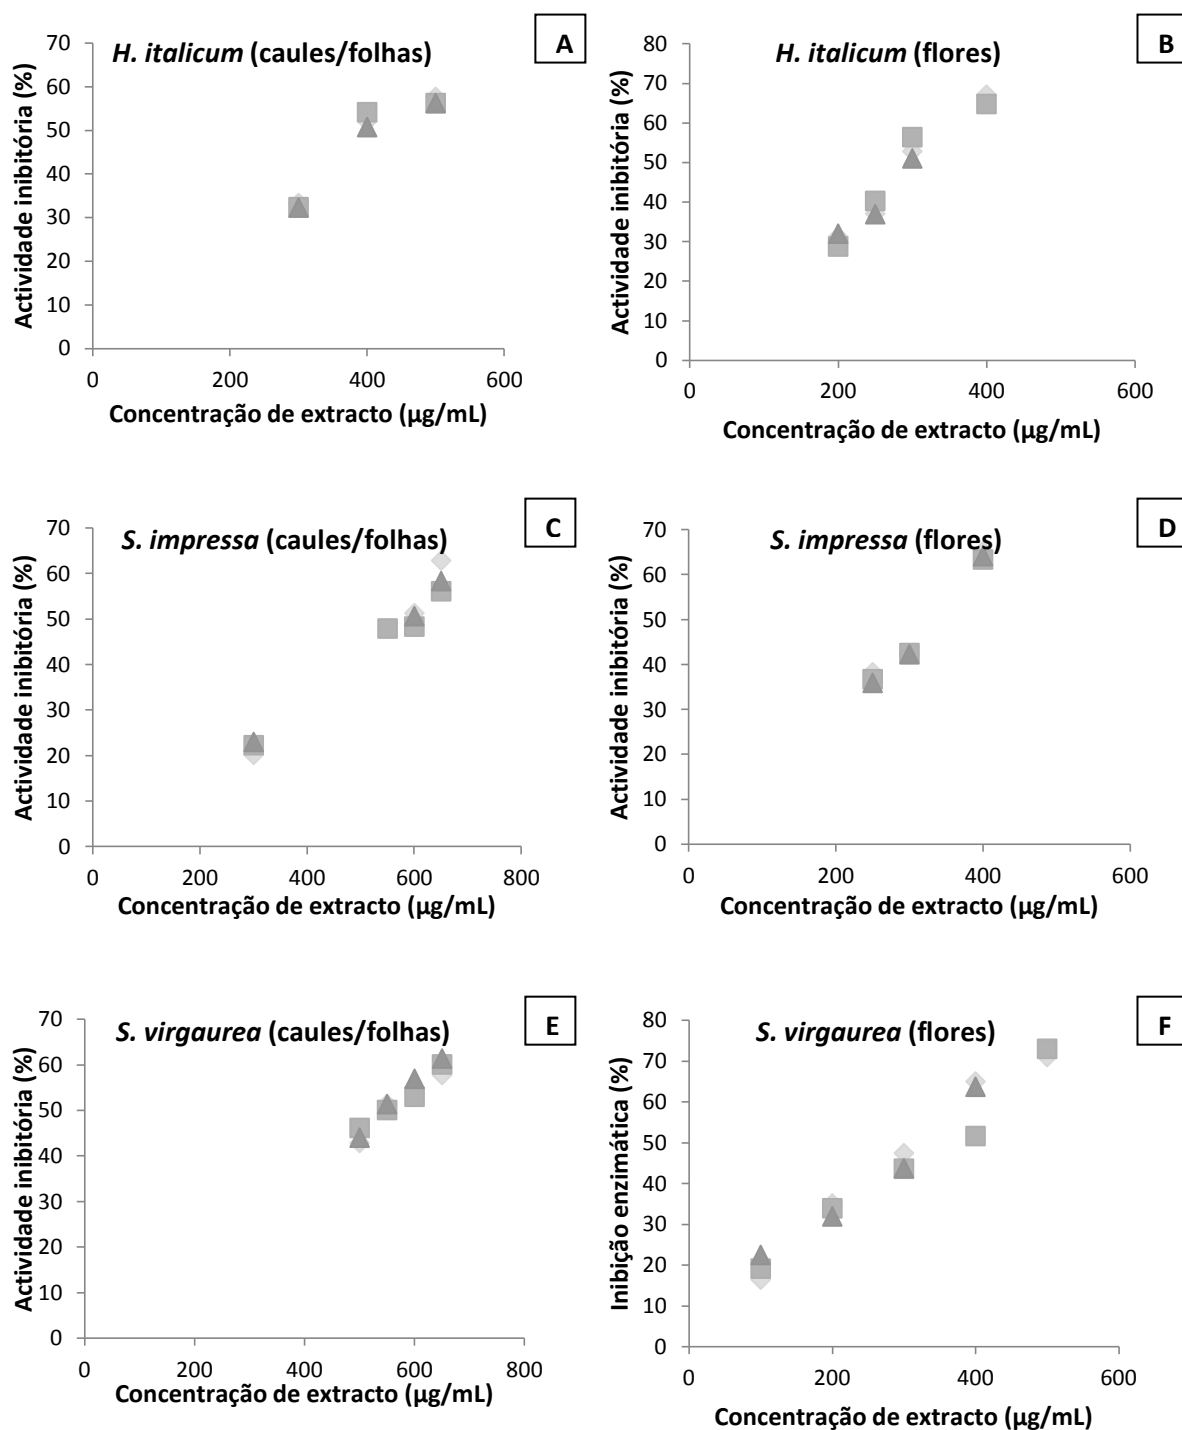 A
H. italicum (caules/folhas)
Actividade inibitória (%)
70
60
50
40
30
20
10
0
0 200 400 600
Concentração de extracto (µg/mL)
B
H. italicum (flores)
Actividade inibitória (%)
80
70
60
50
40
30
20
10
0
0 200 400 600
Concentração de extracto (µg/mL)
C
S. impressa (caules/folhas)
Actividade inibitória (%)
70
60
50
40
30
20
10
0
0 200 400 600 800
Concentração de extracto (µg/mL)
D
S. impressa (flores)
Actividade inibitória (%)
70
60
50
40
30
20
10
0
0 200 400 600
Concentração de extracto (µg/mL)
E
S. virgaurea (caules/folhas)
Actividade inibitória (%)
70
60
50
40
30
20
10
0
0 200 400 600 800
Concentração de extracto (µg/mL)
F
S. virgaurea (flores)
Inibição enzimática (%)
80
70
60
50
40
30
20
10
0
0 200 400 600
Concentração de extracto (µg/mL)